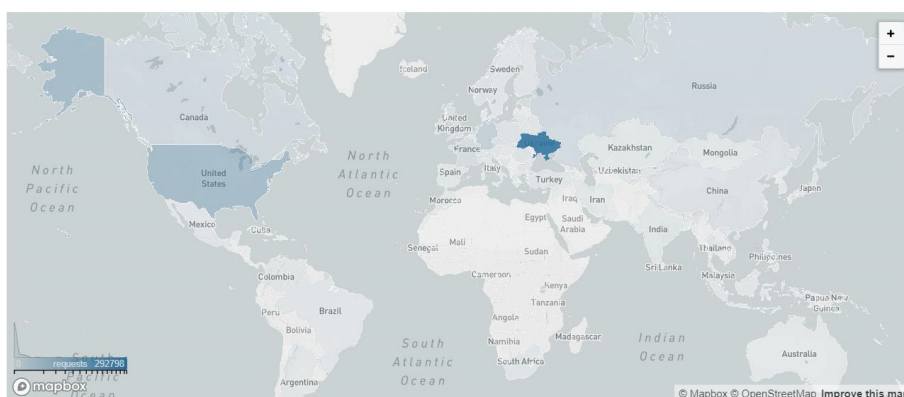 +
−
Iceland
Sweden
Norway
Russia
Canada
United
Kingdom
France
Kazakhstan
Mongolia
North
Pacific
Ocean
United
States
North
Atlantic
Ocean
Spain
Italy
Turkey
Uzbekistan
China
Japan
Morocco
Iraq
Iran
Mexico
Cuba
Egypt
Saudi
Arabia
India
Senegal
Mali
Sudan
Thailand
Philippines
Sri Lanka
Malaysia
Colombia
Cameroon
Kenya
Papua New
Guinea
Peru
Brazil
Tanzania
Bolivia
Angola
Madagascar
Namibia
South
Atlantic
Ocean
Indian
Ocean
Australia
South Africa
Argentina
0 requests 292798
South
Pacific
Ocean
mapbox
© Mapbox © OpenStreetMap Improve this map